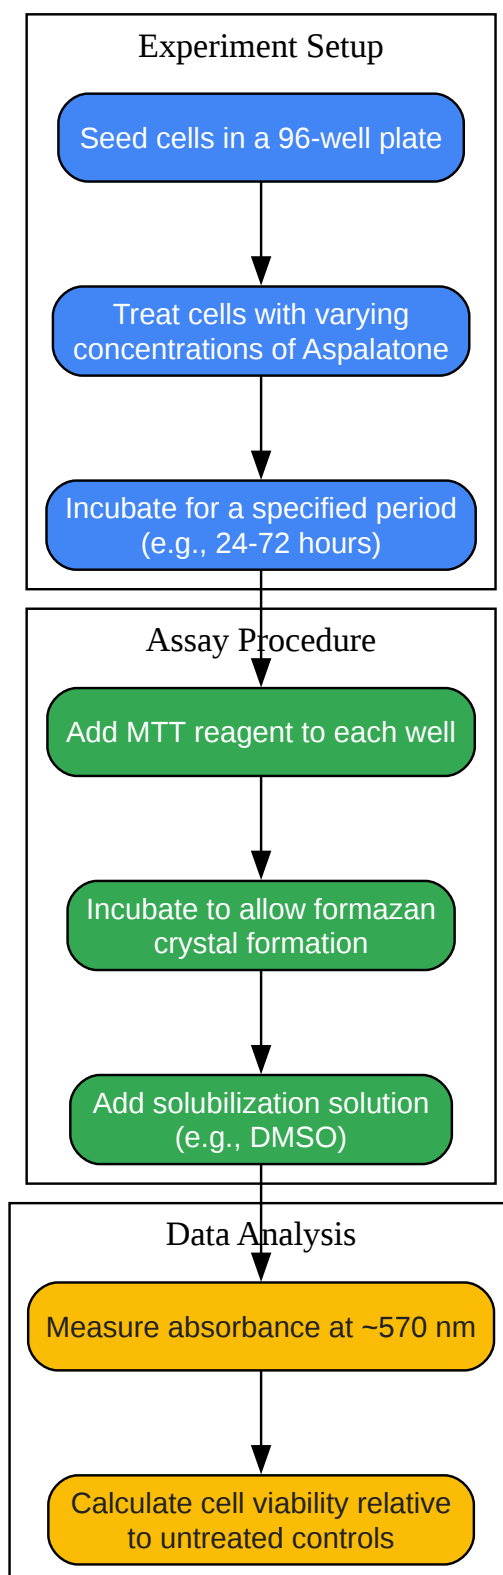 Experiment Setup
Seed cells in a 96-well plate
Treat cells with varying
concentrations of Aspalatone
Incubate for a specified period
(e.g., 24-72 hours)
Assay Procedure
Add MTT reagent to each well
Incubate to allow formazan
crystal formation
Add solubilization solution
(e.g., DMSO)
Data Analysis
Measure absorbance at ~570 nm
Calculate cell viability relative
to untreated controls